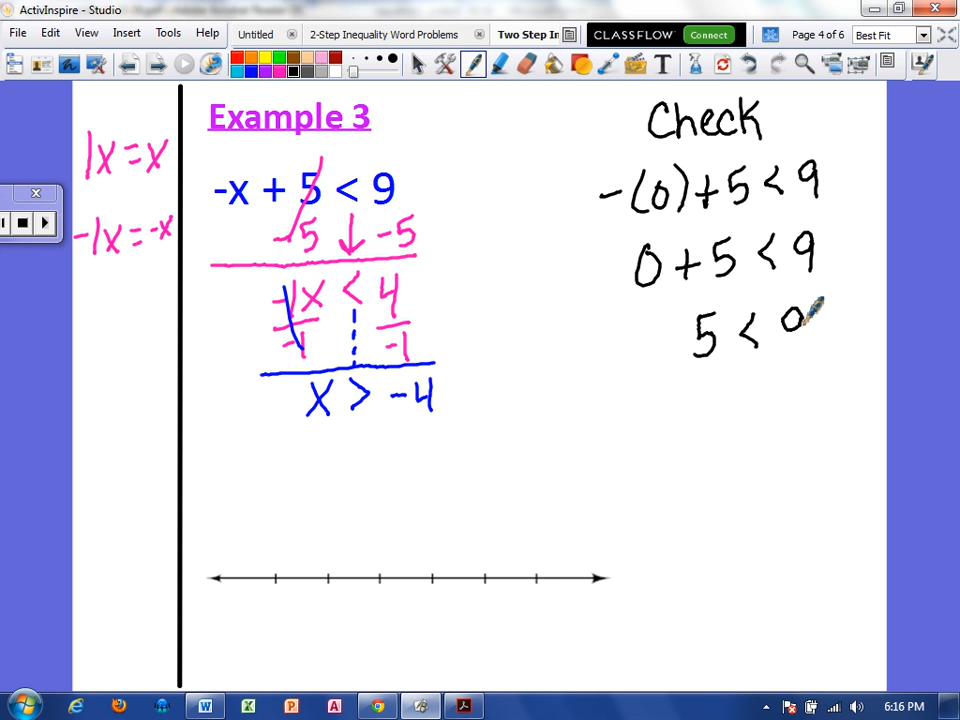 ActivInspire - Studio
File Edit View Insert Tools Help
Untitled
2-Step Inequality Word Problems
Two Step In
CLASSFLOW Connect
Page 4 of 6
Best Fit
1x = x
-1x = -x
Example 3
-x + 5 < 9
-5 -5
-1x < 4
-1 -1
x > -4
Check
-(0) + 5 < 9
0 + 5 < 9
5 < 9
6:16 PM